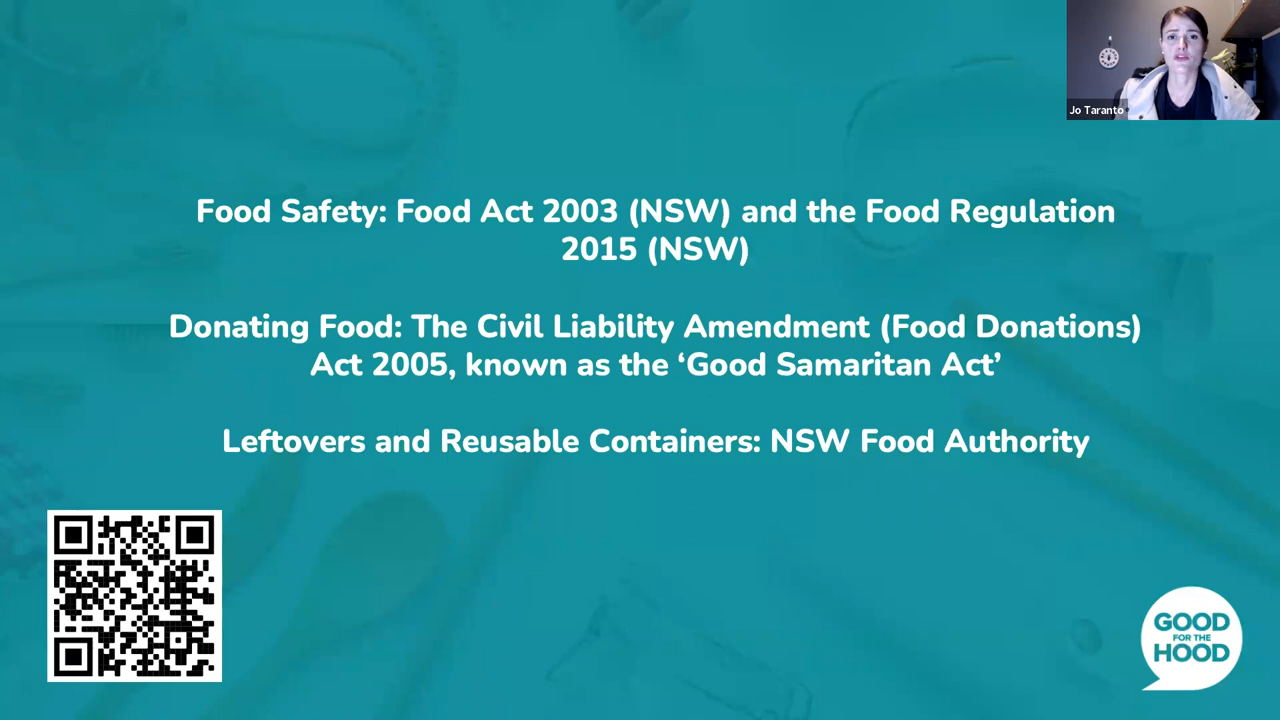 Jo Taranto
Food Safety: Food Act 2003 (NSW) and the Food Regulation
2015 (NSW)
Donating Food: The Civil Liability Amendment (Food Donations)
Act 2005, known as the ‘Good Samaritan Act’
Leftovers and Reusable Containers: NSW Food Authority
GOOD
FOR THE
HOOD